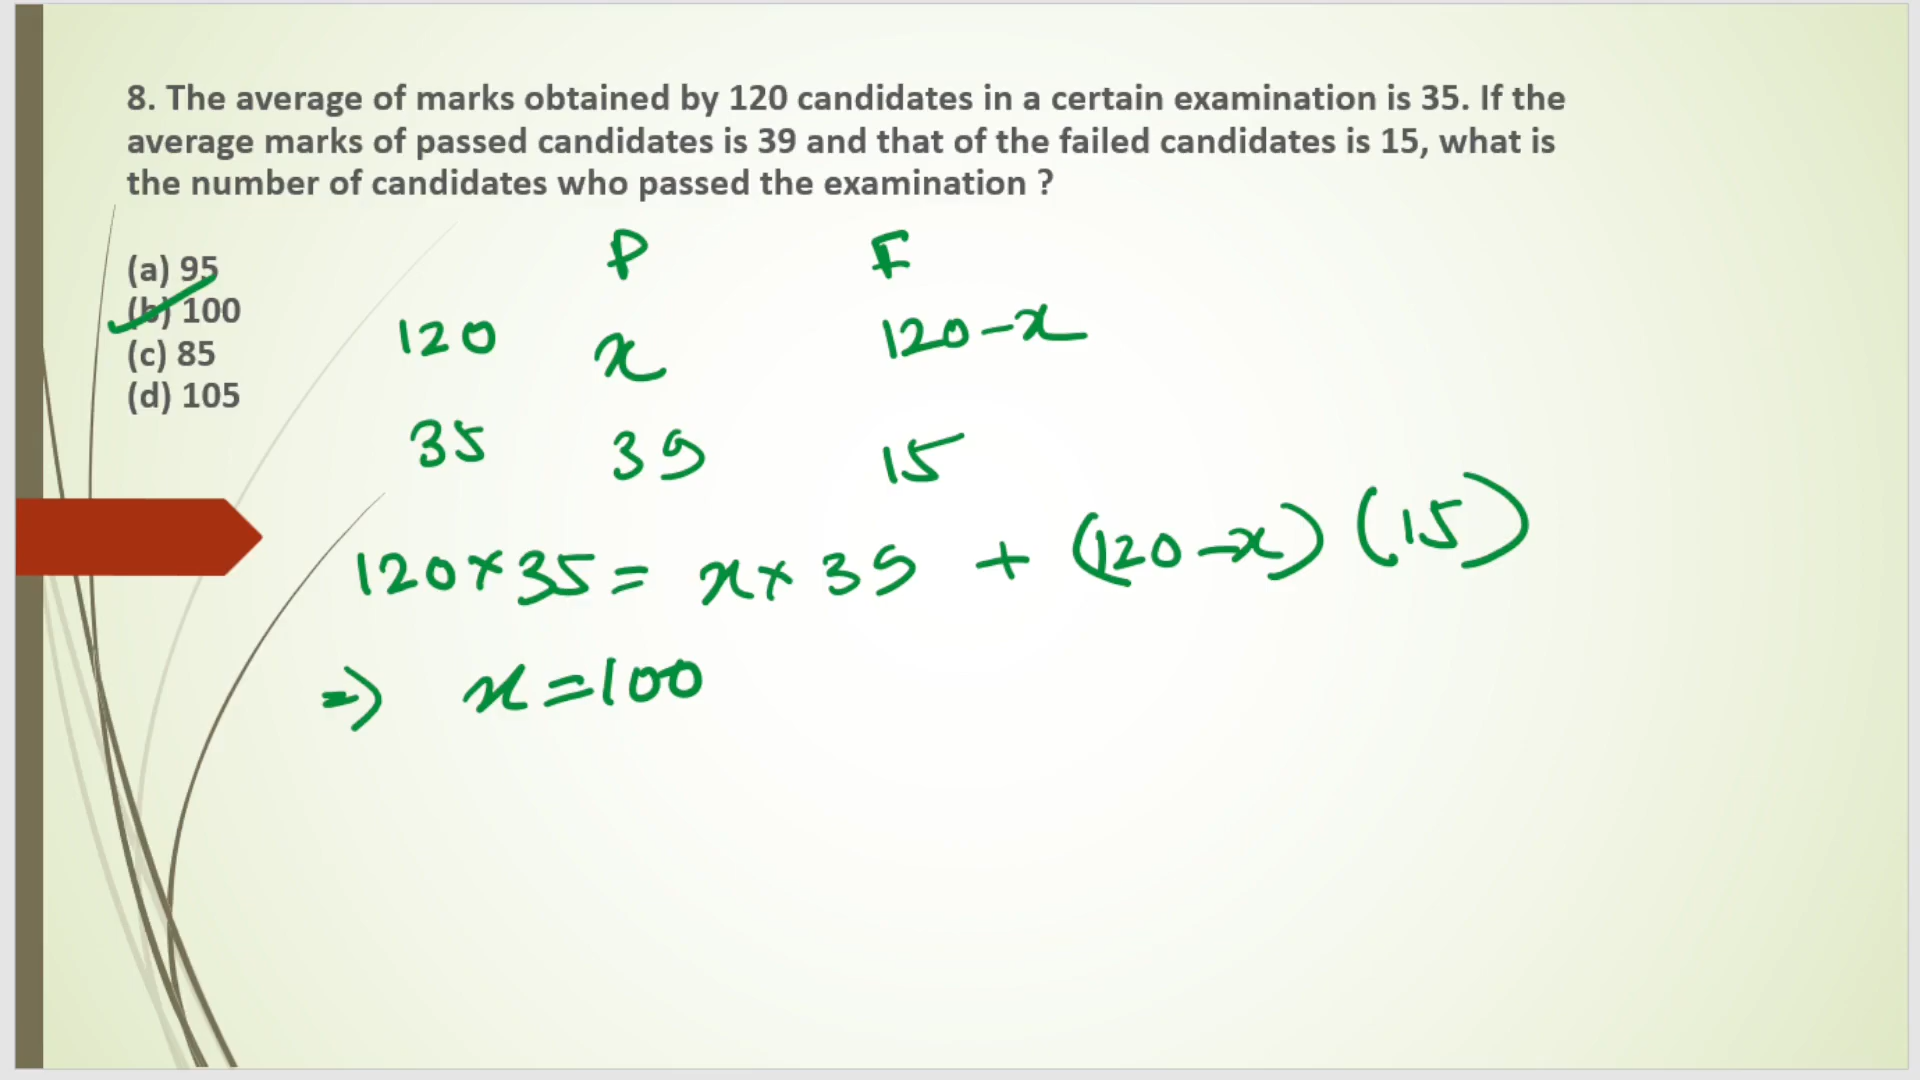 8. The average of marks obtained by 120 candidates in a certain examination is 35. If the
average marks of passed candidates is 39 and that of the failed candidates is 15, what is
the number of candidates who passed the examination ?
(a) 95
(b) 100
(c) 85
(d) 105
P F
120 x 120-x
35 39 15
120×35= x× 39 + (120-x) (15)
⇒ x=100